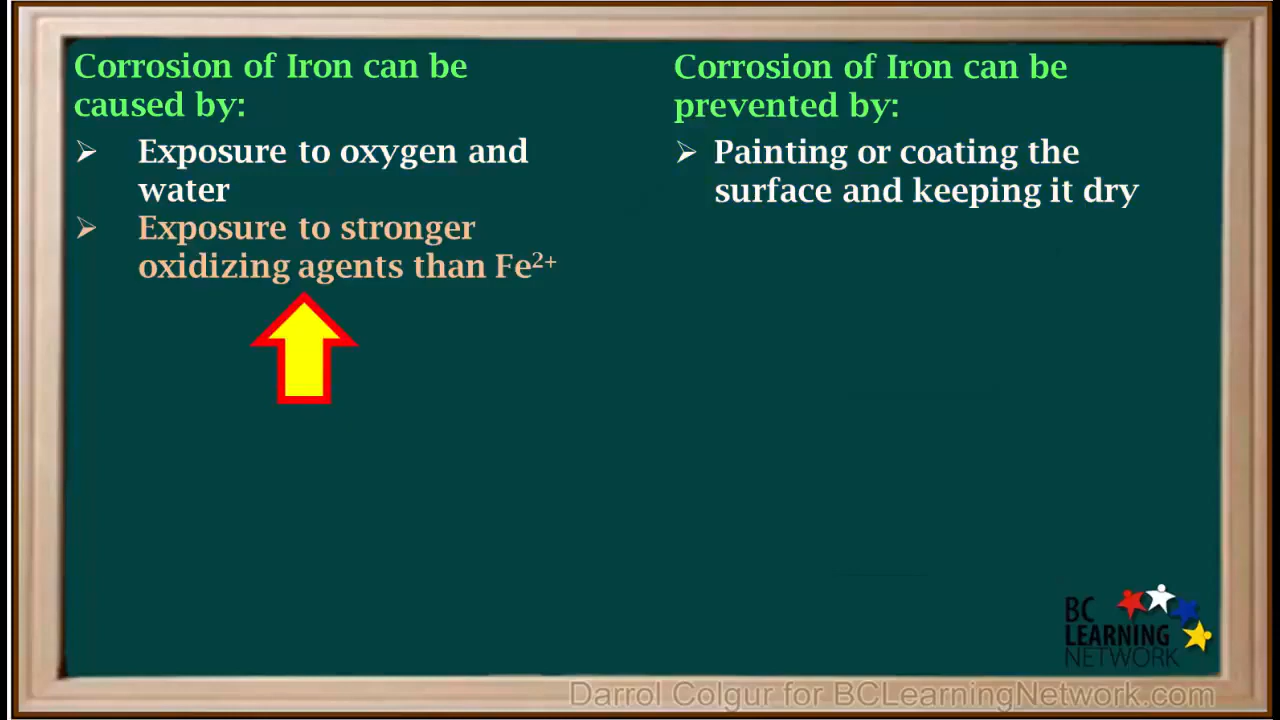 Corrosion of Iron can be
caused by:
➢ Exposure to oxygen and
water
➢ Exposure to stronger
oxidizing agents than Fe²⁺
Corrosion of Iron can be
prevented by:
➢ Painting or coating the
surface and keeping it dry
BC
LEARNING
NETWORK
Darrol Colgur for BCLearningNetwork.com